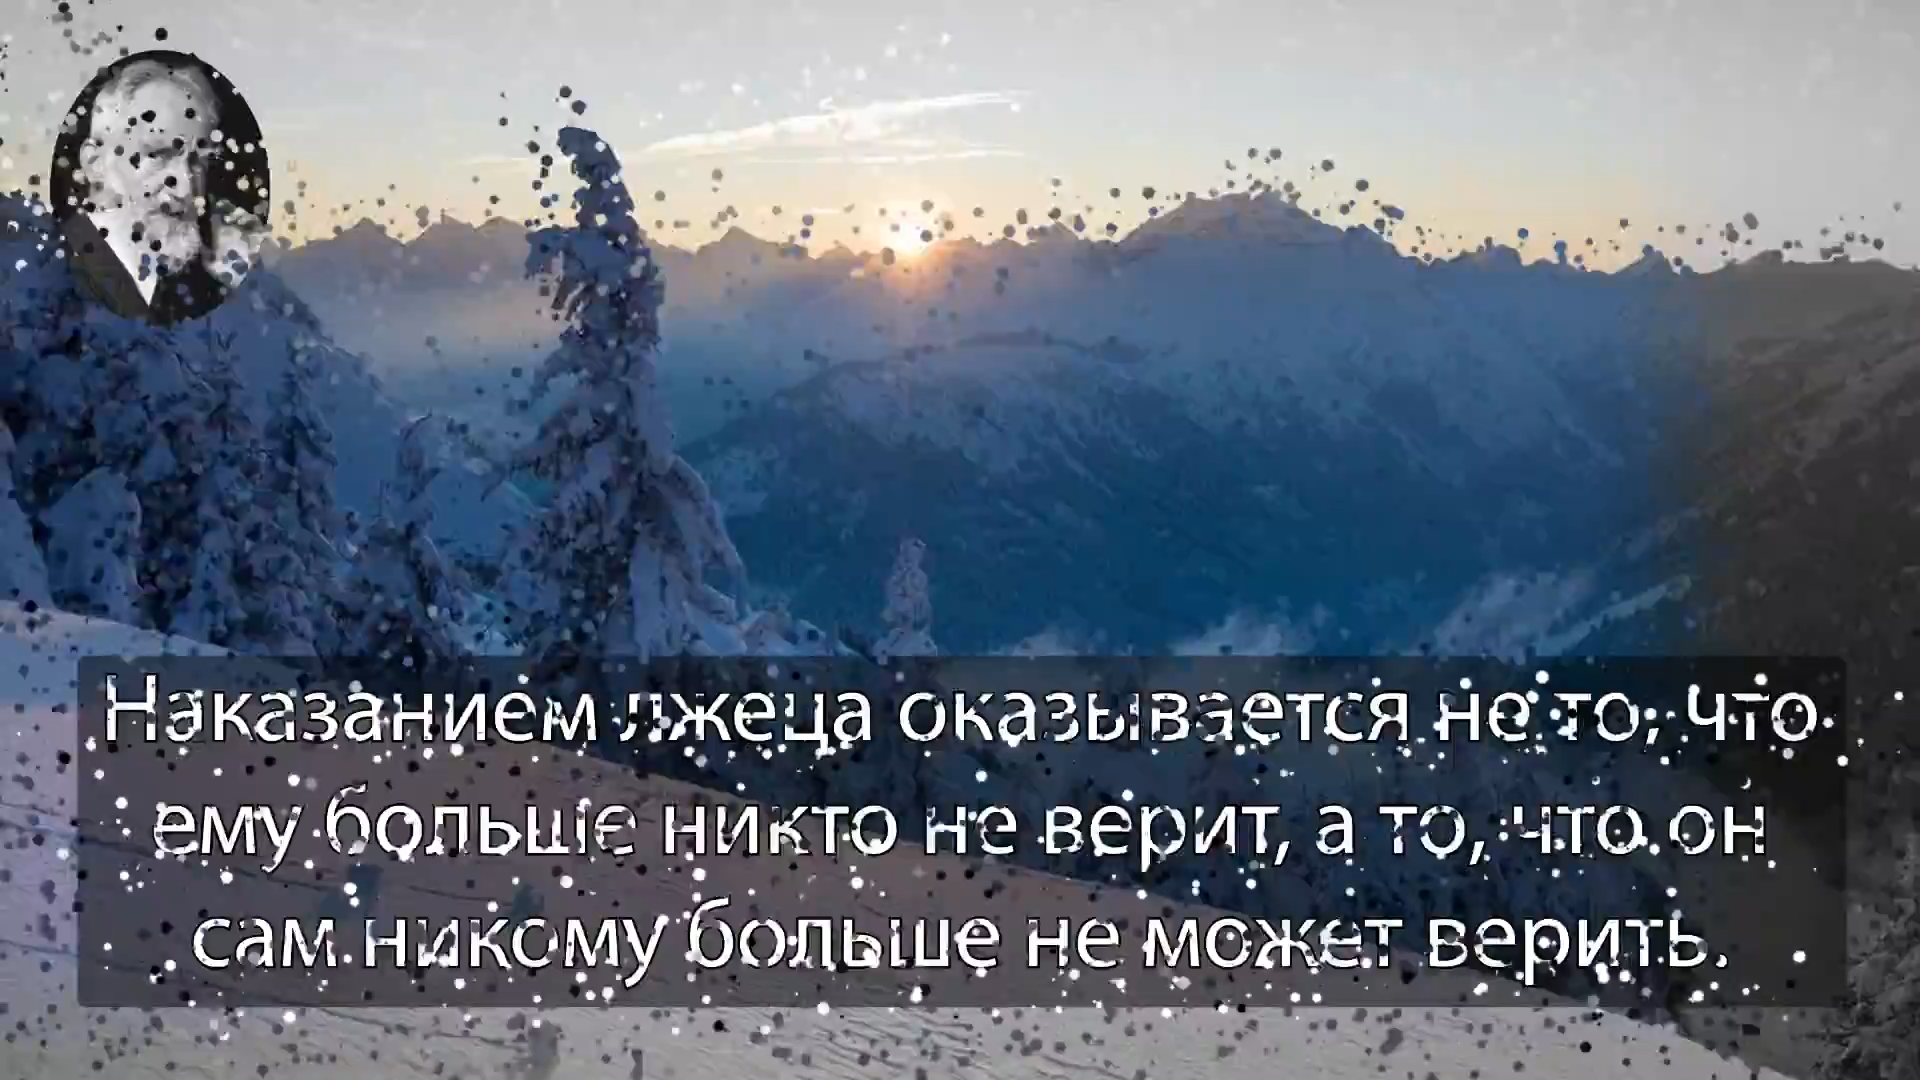 Наказанием лжеца оказывается не то, что
ему больше никто не верит, а то, что он
сам никому больше не может верить.